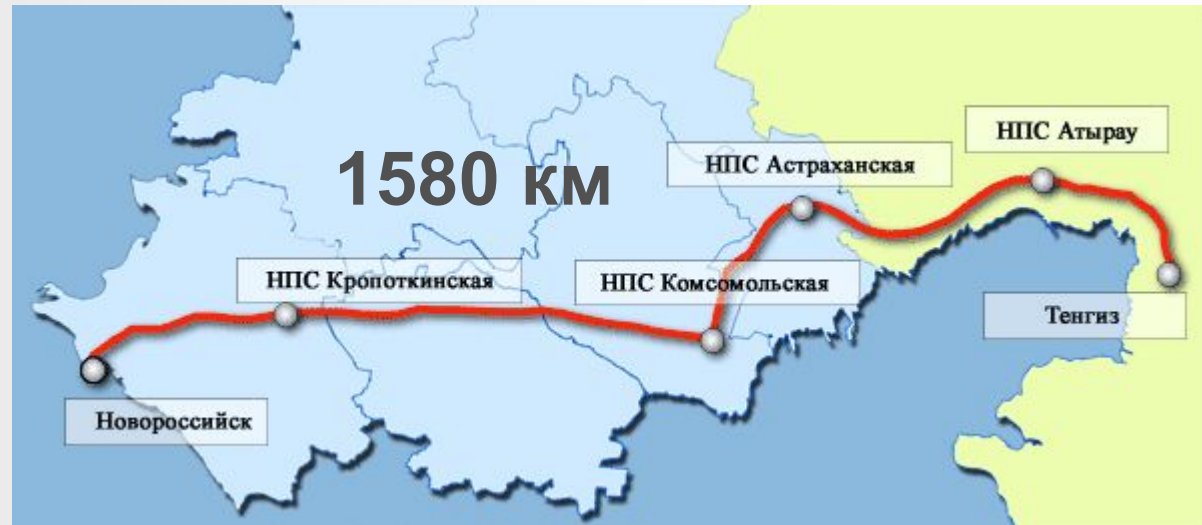 1580 км
НПС Атырау
НПС Астраханская
НПС Кропоткинская
НПС Комсомольская
Тенгиз
Новороссийск